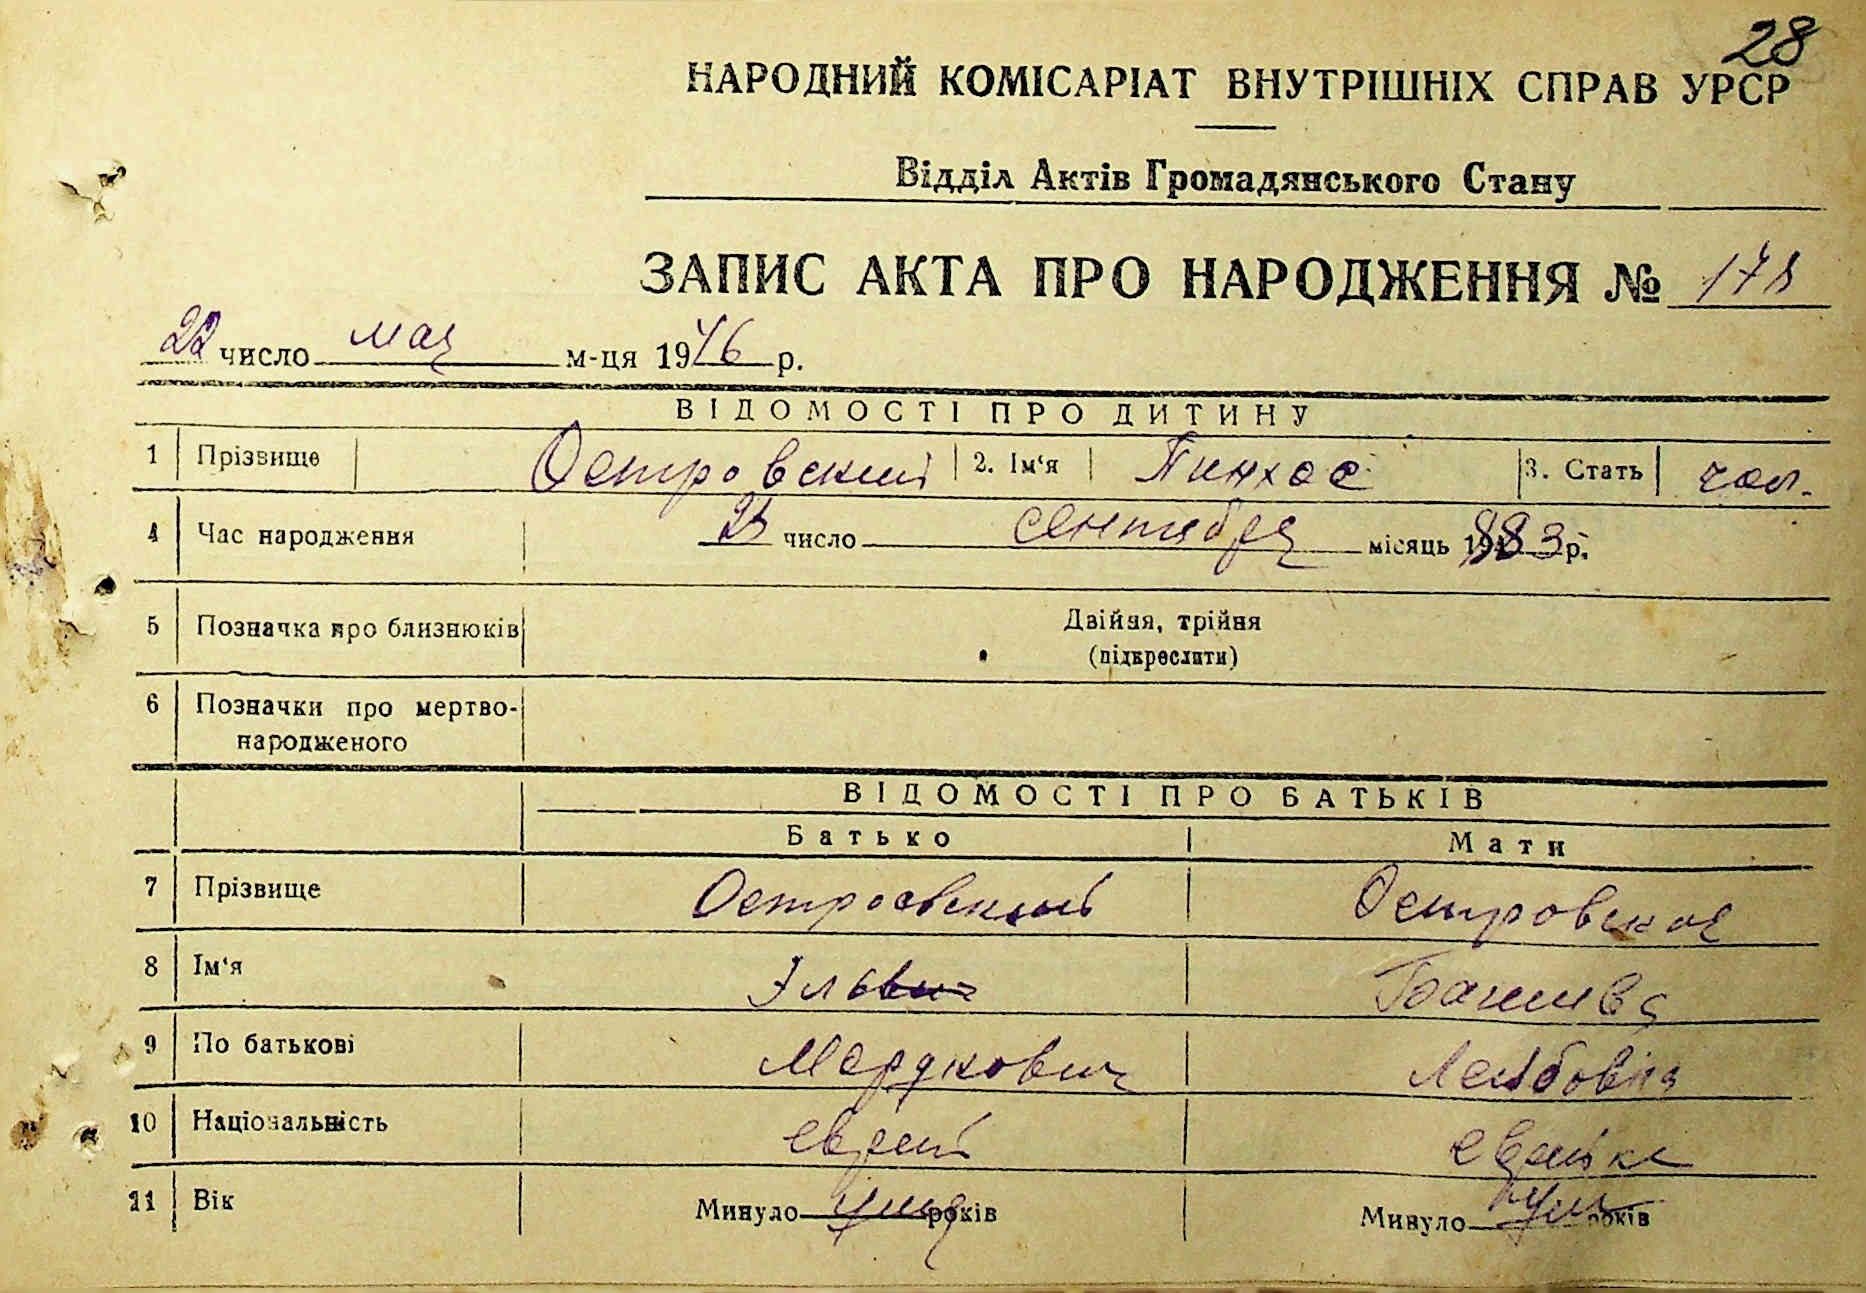 28
НАРОДНИЙ КОМІСАРІАТ ВНУТРІШНІХ СПРАВ УРСР
Відділ Актів Громадянського Стану
ЗАПИС АКТА ПРО НАРОДЖЕННЯ № 178
22 число мая м-ця 1946 р.
ВІДОМОСТІ ПРО ДИТИНУ
1 Прізвище Островский 2. Ім'я Пинхос 3. Стать чол.
4 Час народження 23 число сентября місяць 1883 р.
5 Позначка про близнюків Двійня, трійня
(підкреслити)
6 Позначки про мертво-
народженого
ВІДОМОСТІ ПРО БАТЬКІВ
Батько Мати
7 Прізвище Островский Островская
8 Ім'я
9 По батькові Мордкович Лейбовна
10 Національність еврей еврейка
11 Вік Минуло років Минуло років